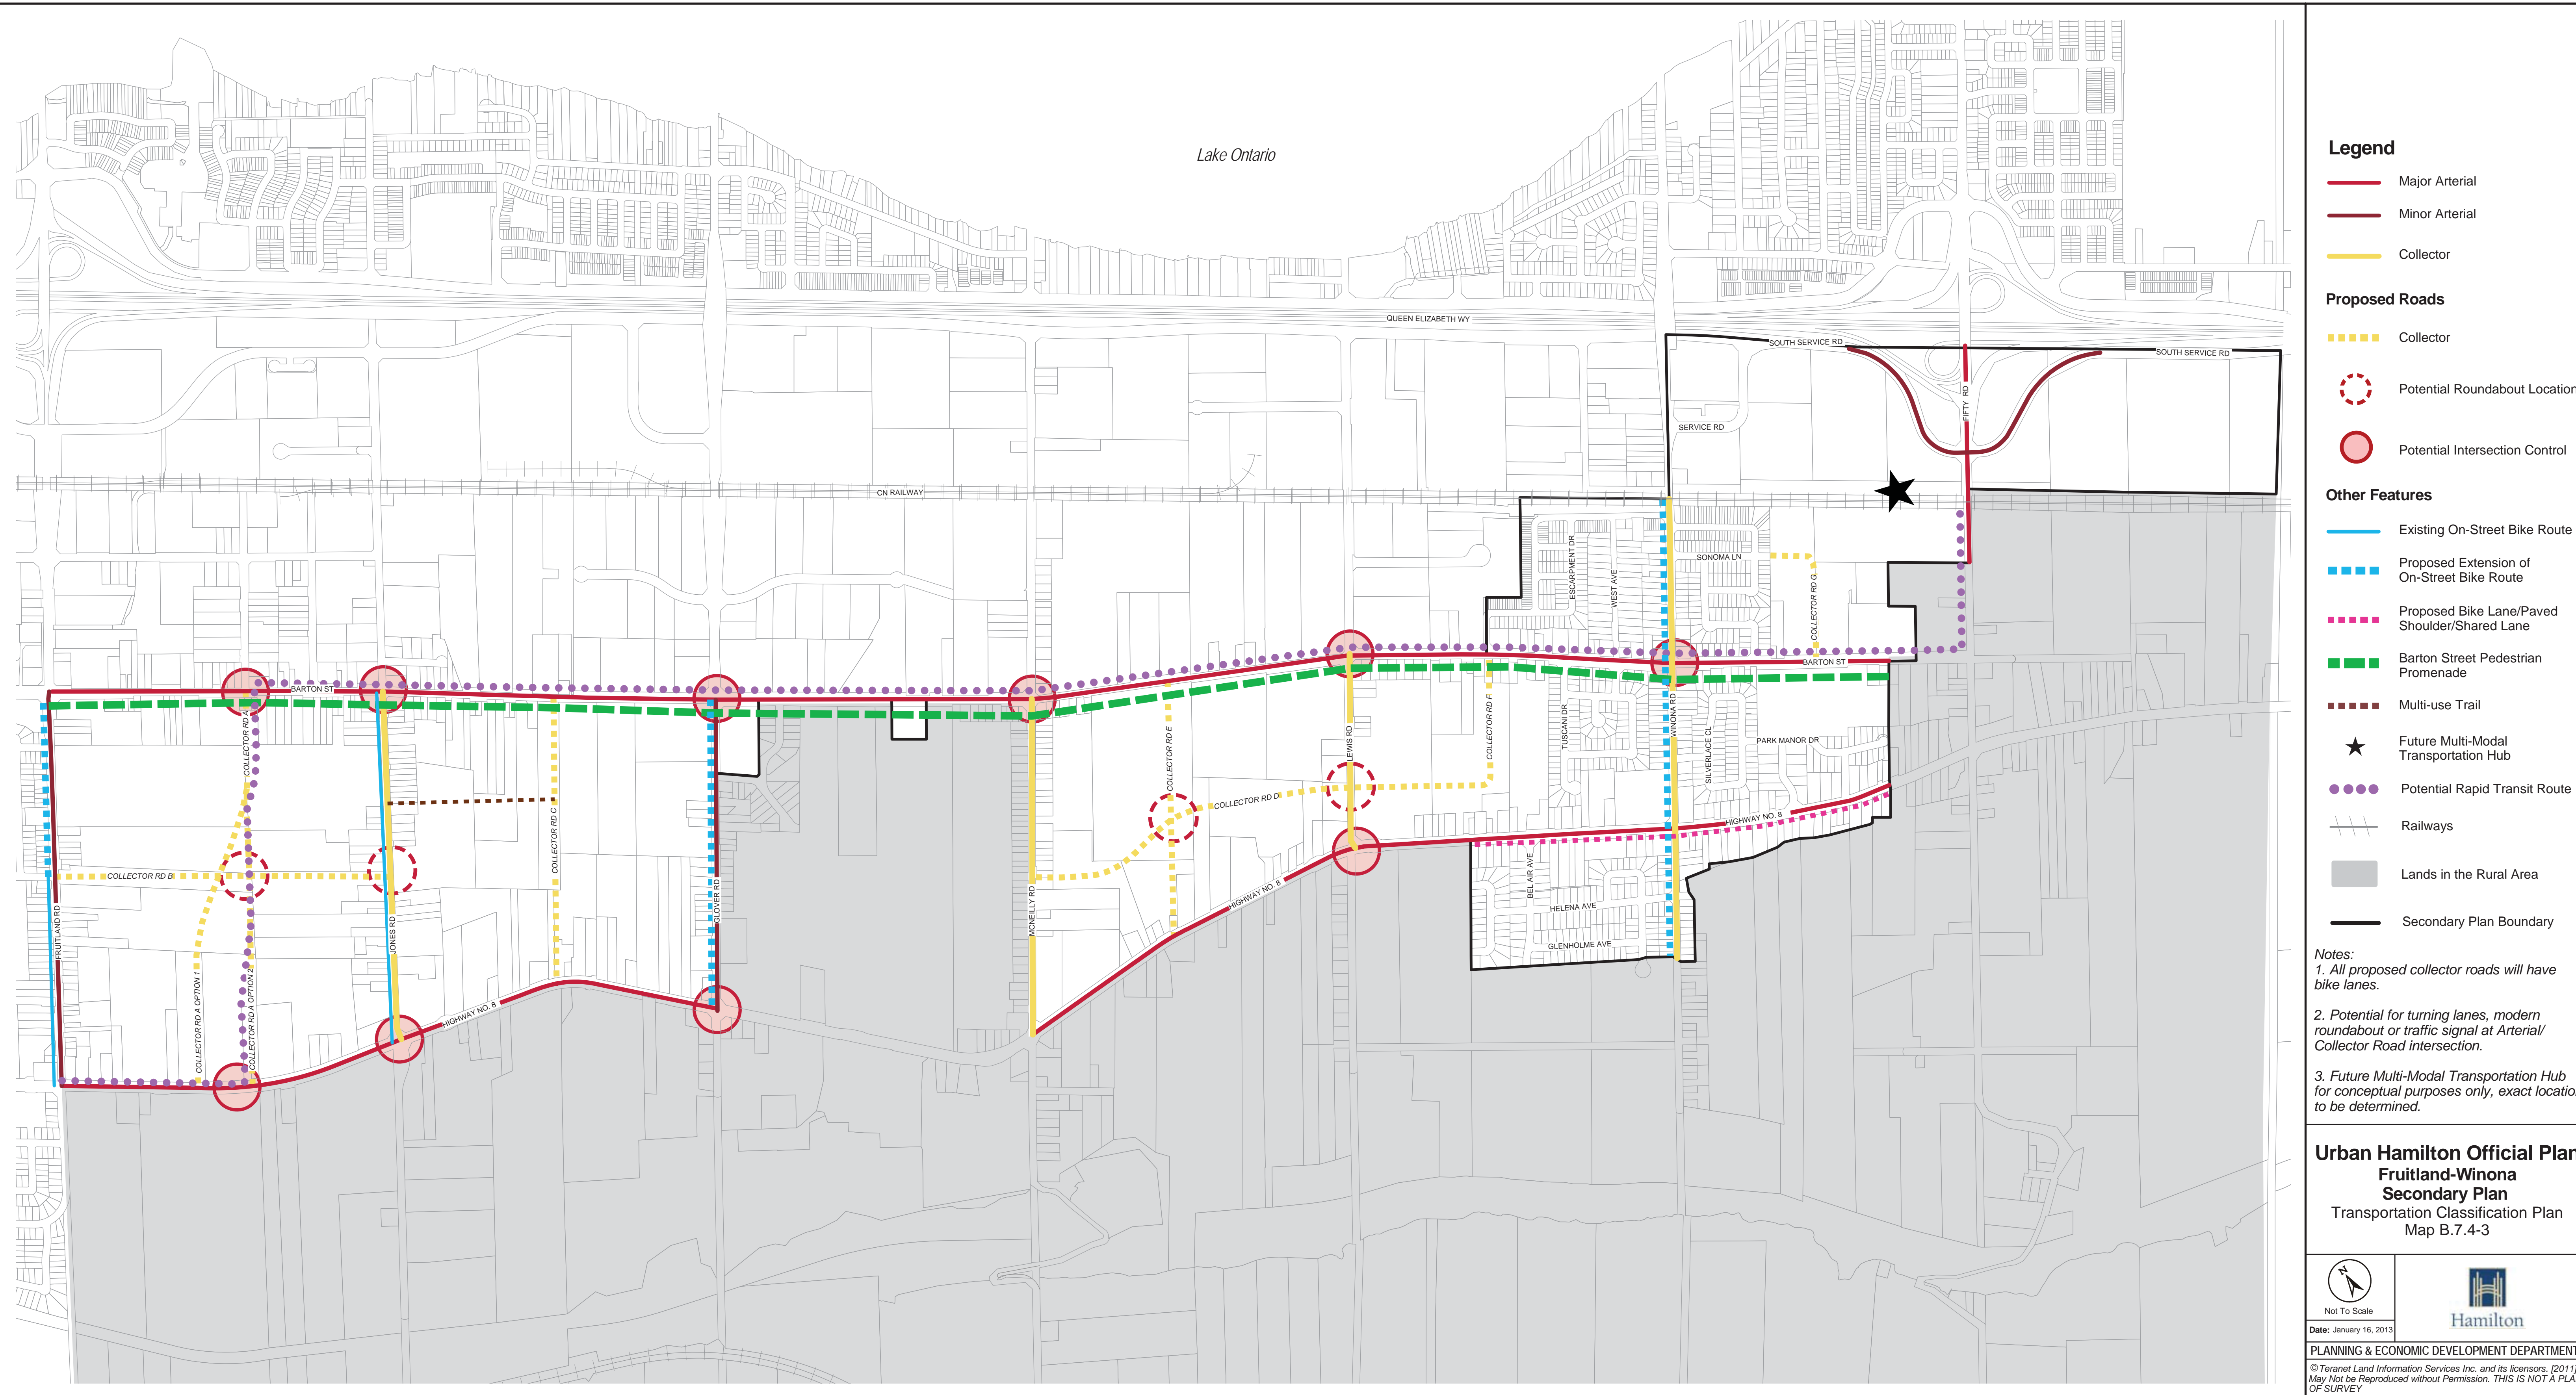 Lake Ontario
QUEEN ELIZABETH WY
SOUTH SERVICE RD
SOUTH SERVICE RD
FIFTY RD
SERVICE RD
CN RAILWAY
ESCARPMENT DR
WEST AVE
SONOMA LN
COLLECTOR RD G
BARTON ST
BARTON ST
COLLECTOR RD A
COLLECTOR RD E
LEWIS RD
COLLECTOR RD F
TUSCANI DR
WINONA RD
SILVERLACE CL
PARK MANOR DR
COLLECTOR RD C
COLLECTOR RD D
HIGHWAY NO. 8
COLLECTOR RD B
FRUITLAND RD
JONES RD
GLOVER RD
MCNEILLY RD
HIGHWAY NO. 8
BEL AIR AVE
HELENA AVE
GLENHOLME AVE
COLLECTOR RD A OPTION 1
COLLECTOR RD A OPTION 2
HIGHWAY NO. 8
Legend
Major Arterial
Minor Arterial
Collector
Proposed Roads
Collector
Potential Roundabout Location
Potential Intersection Control
Other Features
Existing On-Street Bike Route
Proposed Extension of
On-Street Bike Route
Proposed Bike Lane/Paved
Shoulder/Shared Lane
Barton Street Pedestrian
Promenade
Multi-use Trail
Future Multi-Modal
Transportation Hub
Potential Rapid Transit Route
Railways
Lands in the Rural Area
Secondary Plan Boundary
Notes:
1. All proposed collector roads will have
bike lanes.
2. Potential for turning lanes, modern
roundabout or traffic signal at Arterial/
Collector Road intersection.
3. Future Multi-Modal Transportation Hub
for conceptual purposes only, exact locatio
to be determined.
Urban Hamilton Official Plan
Fruitland-Winona
Secondary Plan
Transportation Classification Plan
Map B.7.4-3
N
Not To Scale
Date: January 16, 2013
Hamilton
PLANNING & ECONOMIC DEVELOPMENT DEPARTMENT
© Teranet Land Information Services Inc. and its licensors. [2011]
May Not be Reproduced without Permission. THIS IS NOT A PLA
OF SURVEY